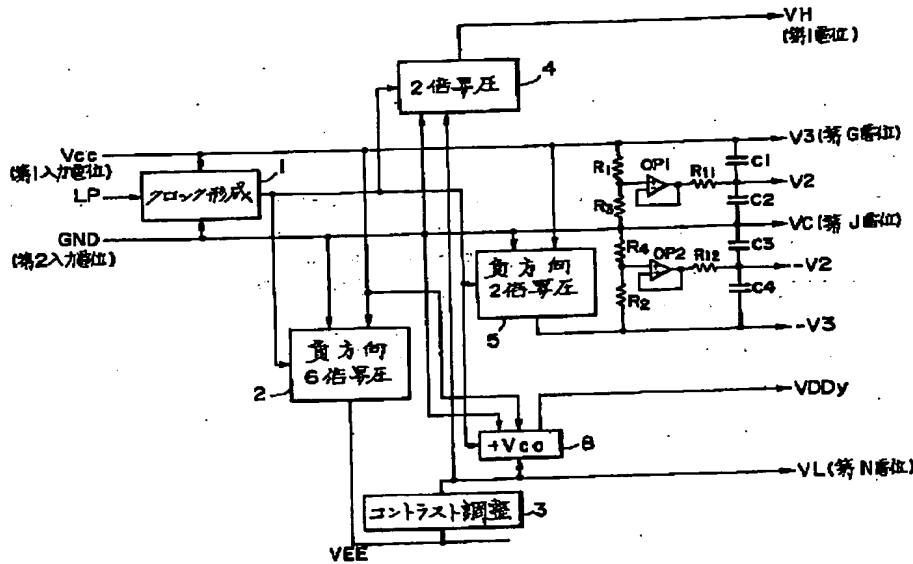 VH
(第1電位)
4
2倍昇圧
Vcc
(第1入力電位)
1
V3 (第G電位)
R1
OP1
R11
C1
LP
クロック形成
V2
R3
C2
GND
(第2入力電位)
VC (第J電位)
R4
OP2
R12
C3
負方向
2倍昇圧
-V2
R2
C4
5
-V3
負方向
6倍昇圧
2
VDDy
+Vcc
8
VL (第N電位)
コントラスト調整
3
VEE